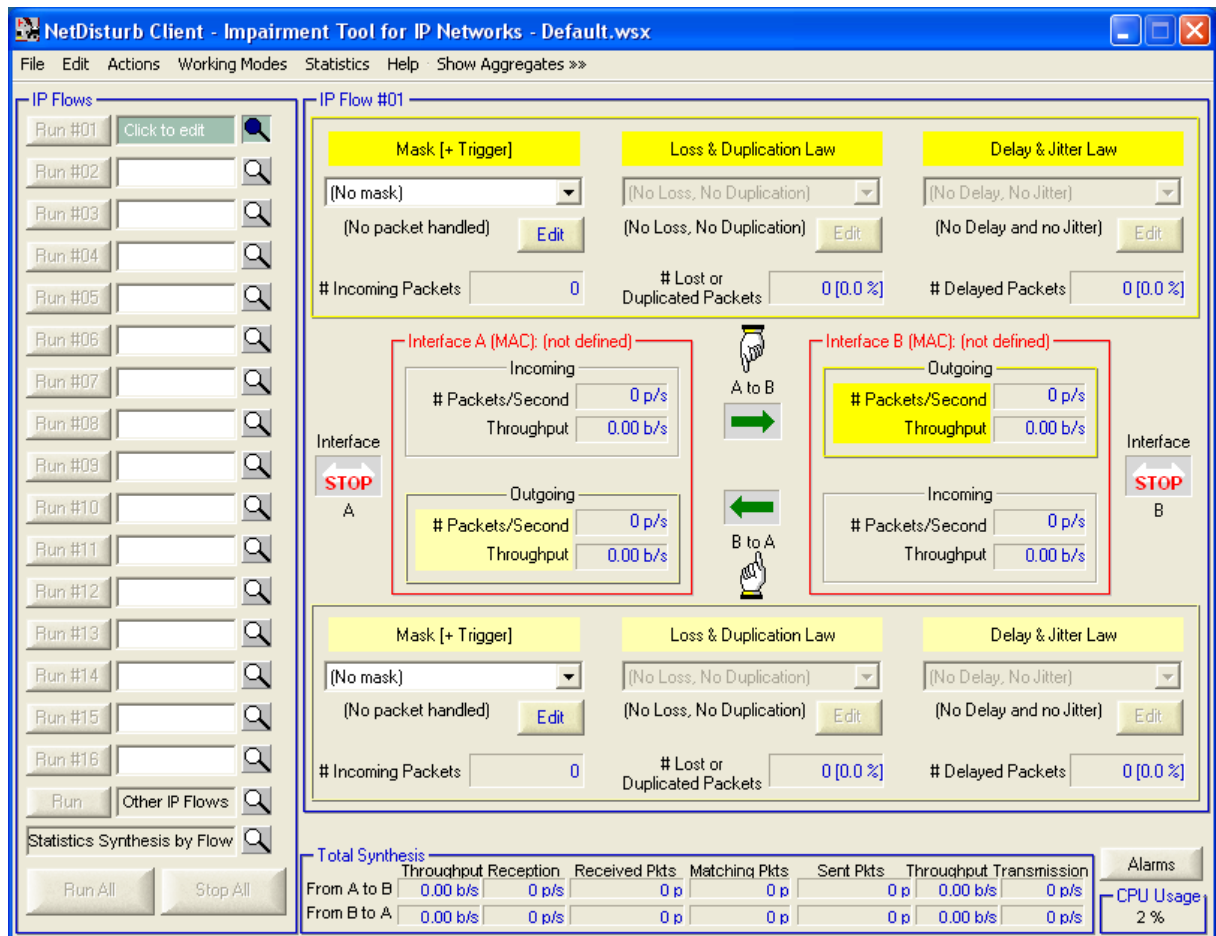 NetDisturb Client - Impairment Tool for IP Networks - Default.wsx
File Edit Actions Working Modes Statistics Help Show Aggregates »
IP Flows
Run #01 Click to edit
Run #02
Run #03
Run #04
Run #05
Run #06
Run #07
Run #08
Run #09
Run #10
Run #11
Run #12
Run #13
Run #14
Run #15
Run #16
Run Other IP Flows
Statistics Synthesis by Flow
Run All Stop All
IP Flow #01
Mask [+ Trigger] Loss & Duplication Law Delay & Jitter Law
(No mask) (No Loss, No Duplication) (No Delay, No Jitter)
(No packet handled) Edit (No Loss, No Duplication) Edit (No Delay and no Jitter) Edit
# Incoming Packets 0 # Lost or Duplicated Packets 0 [0.0 %] # Delayed Packets 0 [0.0 %]
Interface A (MAC): (not defined)
Incoming
# Packets/Second 0 p/s
Throughput 0.00 b/s
Interface
STOP
A
Outgoing
# Packets/Second 0 p/s
Throughput 0.00 b/s
A to B
B to A
Interface B (MAC): (not defined)
Outgoing
# Packets/Second 0 p/s
Throughput 0.00 b/s
Interface
STOP
B
Incoming
# Packets/Second 0 p/s
Throughput 0.00 b/s
Mask [+ Trigger] Loss & Duplication Law Delay & Jitter Law
(No mask) (No Loss, No Duplication) (No Delay, No Jitter)
(No packet handled) Edit (No Loss, No Duplication) Edit (No Delay and no Jitter) Edit
# Incoming Packets 0 # Lost or Duplicated Packets 0 [0.0 %] # Delayed Packets 0 [0.0 %]
Total Synthesis
Throughput Reception Received Pkts Matching Pkts Sent Pkts Throughput Transmission
From A to B 0.00 b/s 0 p/s 0 p 0 p 0 p 0.00 b/s 0 p/s
From B to A 0.00 b/s 0 p/s 0 p 0 p 0 p 0.00 b/s 0 p/s
Alarms
CPU Usage
2 %